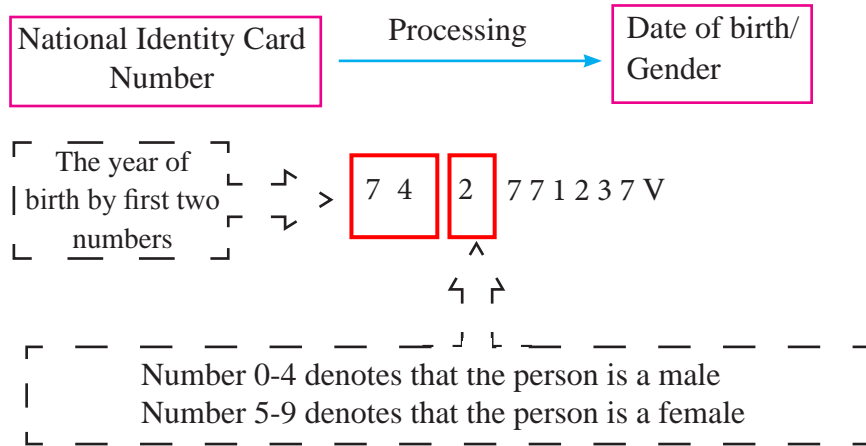 National Identity Card
Number
Processing
Date of birth/
Gender
The year of
birth by first two
numbers
7 4 2 7 7 1 2 3 7 V
Number 0-4 denotes that the person is a male
Number 5-9 denotes that the person is a female